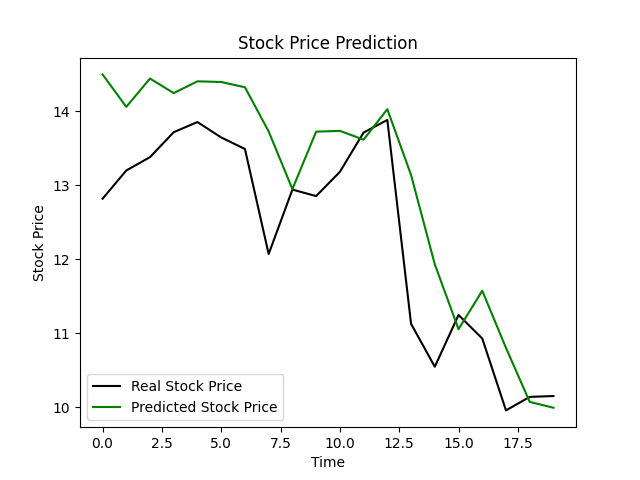 Stock Price Prediction
Stock Price
14
13
12
11
10
Real Stock Price
Predicted Stock Price
0.0 2.5 5.0 7.5 10.0 12.5 15.0 17.5
Time